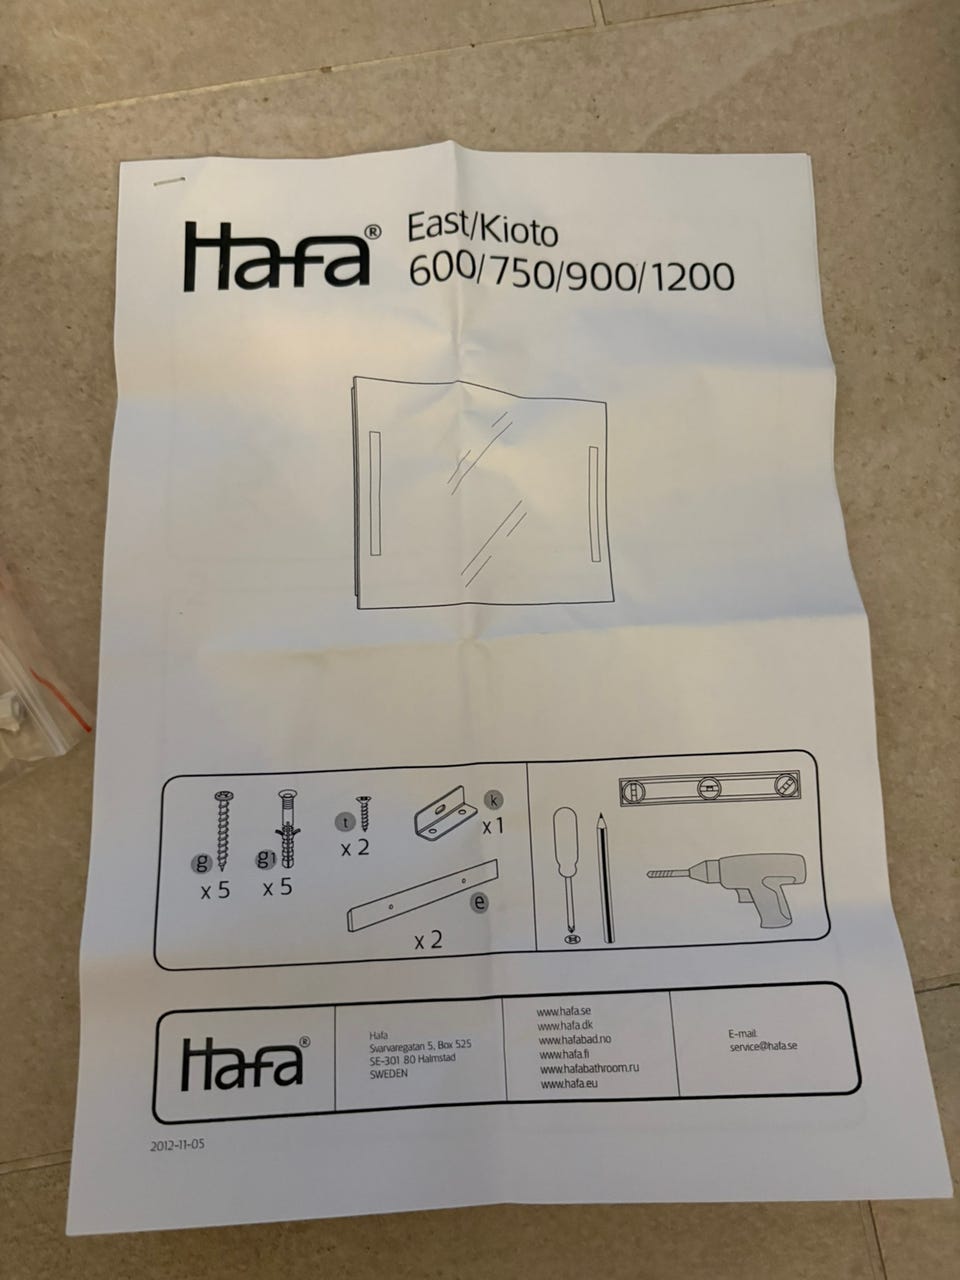 Hafa®
East/Kioto
600/750/900/1200
g
x 5
g1
x 5
t
x 2
k
x 1
e
x 2
Hafa®
Hafa
Svarvaregatan 5, Box 525
SE-301 80 Halmstad
SWEDEN
www.hafa.se
www.hafa.dk
www.hafabad.no
www.hafa.fi
www.hafabathroom.ru
www.hafa.eu
E-mail:
service@hafa.se
2012-11-05